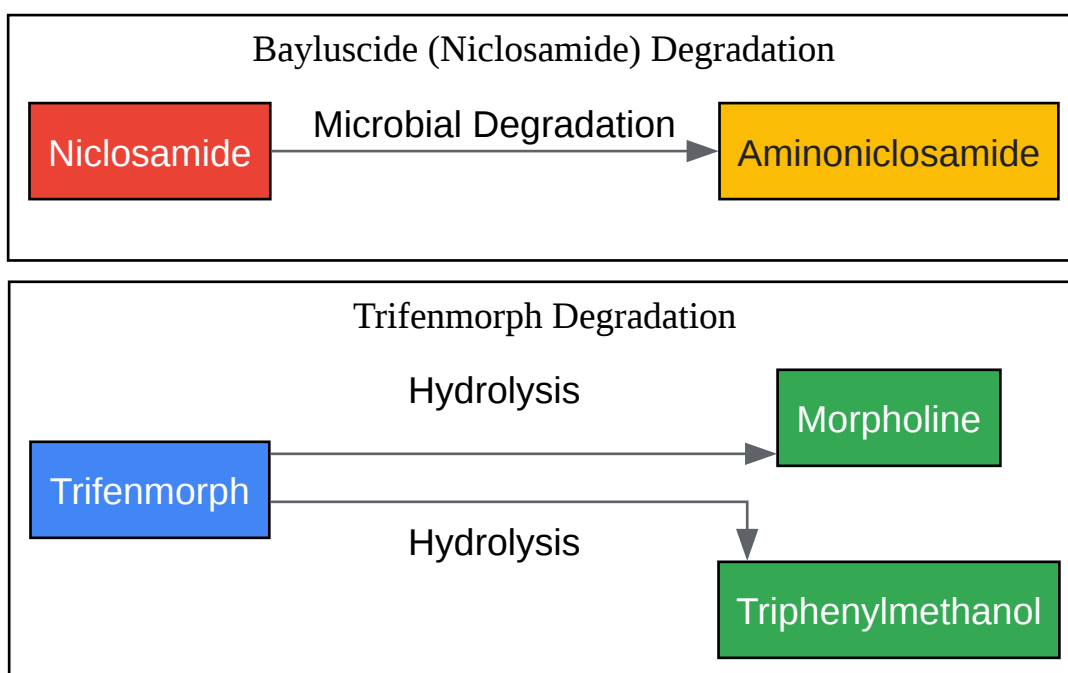 Bayluscide (Niclosamide) Degradation
Niclosamide
Microbial Degradation
Aminoniclosamide
Trifenmorph Degradation
Hydrolysis
Morpholine
Trifenmorph
Hydrolysis
Triphenylmethanol